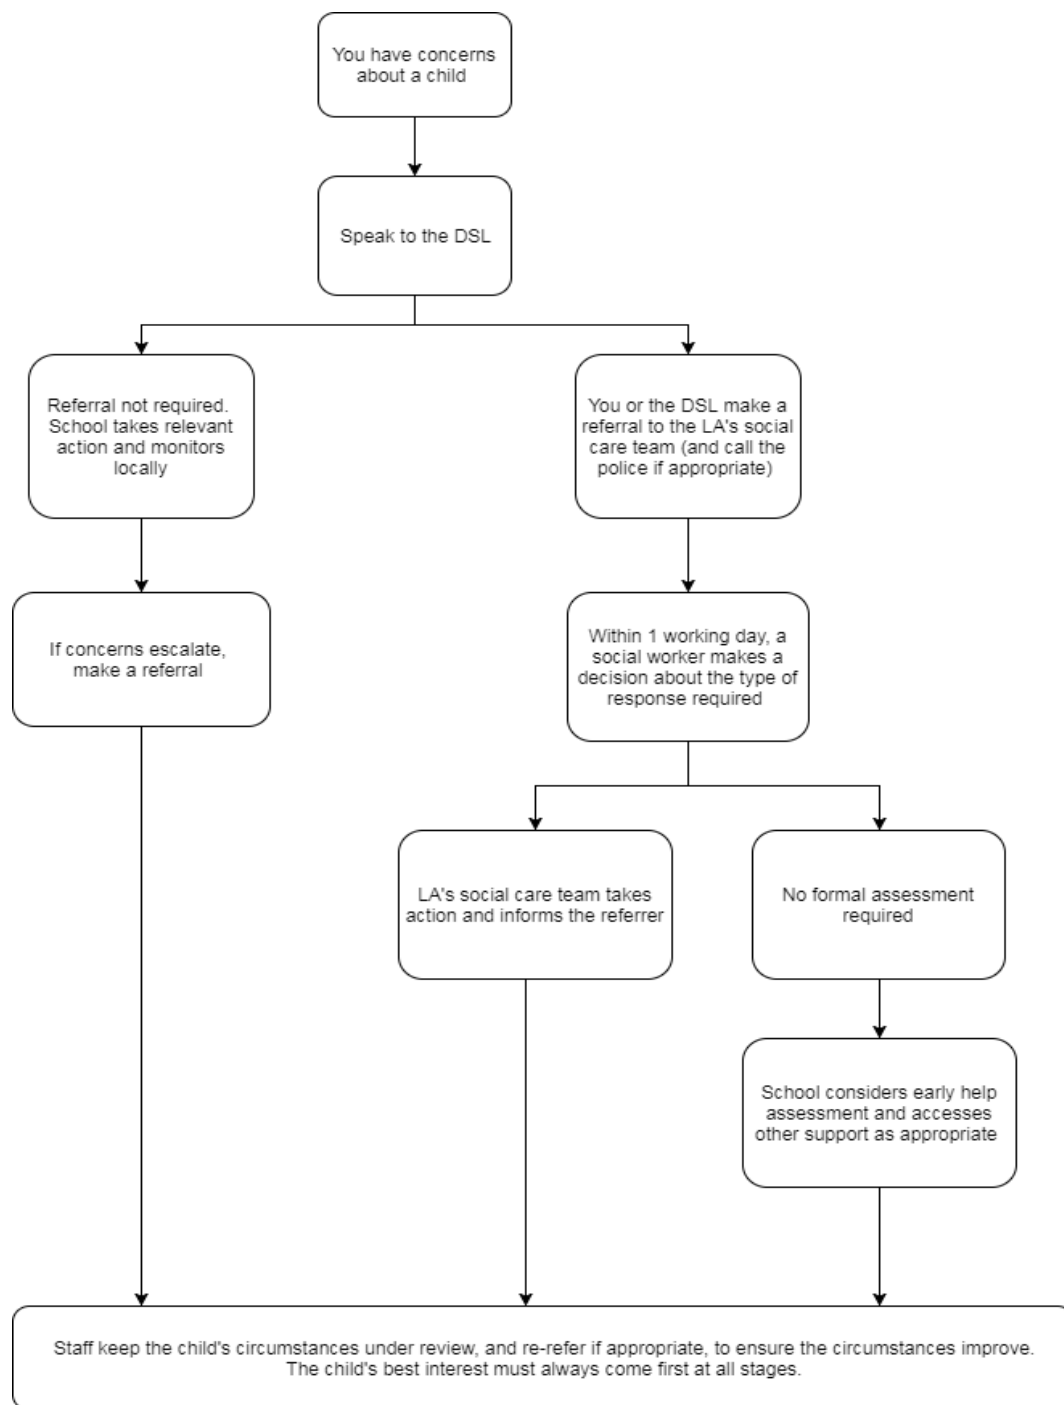 You have concerns
about a child
Speak to the DSL
Referral not required.
School takes relevant
action and monitors
locally
You or the DSL make a
referral to the LA's social
care team (and call the
police if appropriate)
If concerns escalate,
make a referral
Within 1 working day, a
social worker makes a
decision about the type of
response required
LA's social care team takes
action and informs the referrer
No formal assessment
required
School considers early help
assessment and accesses
other support as appropriate
Staff keep the child's circumstances under review, and re-refer if appropriate, to ensure the circumstances improve.
The child's best interest must always come first at all stages.